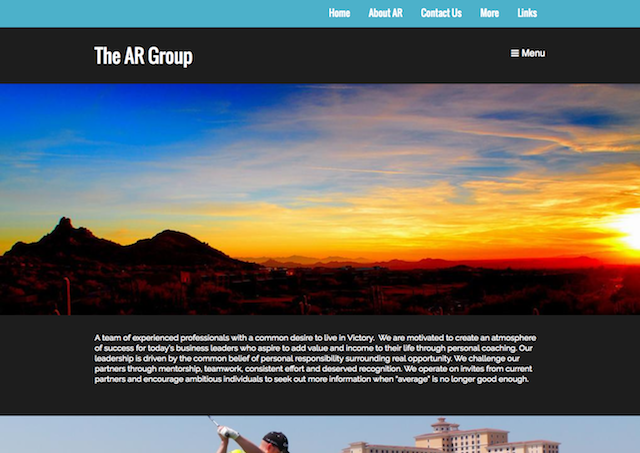 Home About AR Contact Us More Links
The AR Group
Menu
A team of experienced professionals with a common desire to live in Victory. We are motivated to create an atmosphere
of success for today's business leaders who aspire to add value and income to their life through personal coaching. Our
leadership is driven by the common belief of personal responsibility surrounding real opportunity. We challenge our
partners through mentorship, teamwork, consistent effort and deserved recognition. We operate on invites from current
partners and encourage ambitious individuals to seek out more information when "average" is no longer good enough.